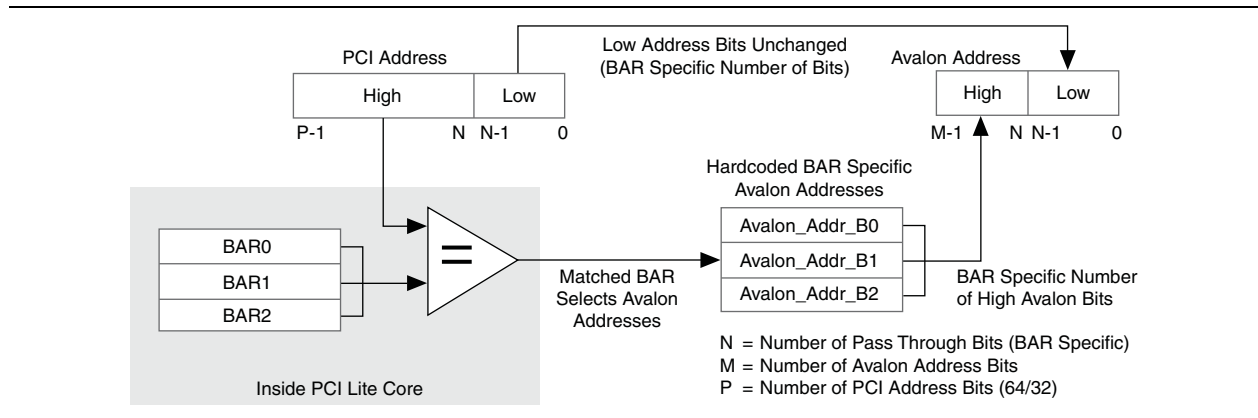 Low Address Bits Unchanged
(BAR Specific Number of Bits)
PCI Address
Avalon Address
High
Low
High
Low
P-1
N
N-1
0
M-1
N
N-1
0
Hardcoded BAR Specific
Avalon Addresses
BAR0
BAR1
BAR2
=
Avalon_Addr_B0
Avalon_Addr_B1
Avalon_Addr_B2
Matched BAR
Selects Avalon
Addresses
BAR Specific Number
of High Avalon Bits
Inside PCI Lite Core
N = Number of Pass Through Bits (BAR Specific)
M = Number of Avalon Address Bits
P = Number of PCI Address Bits (64/32)